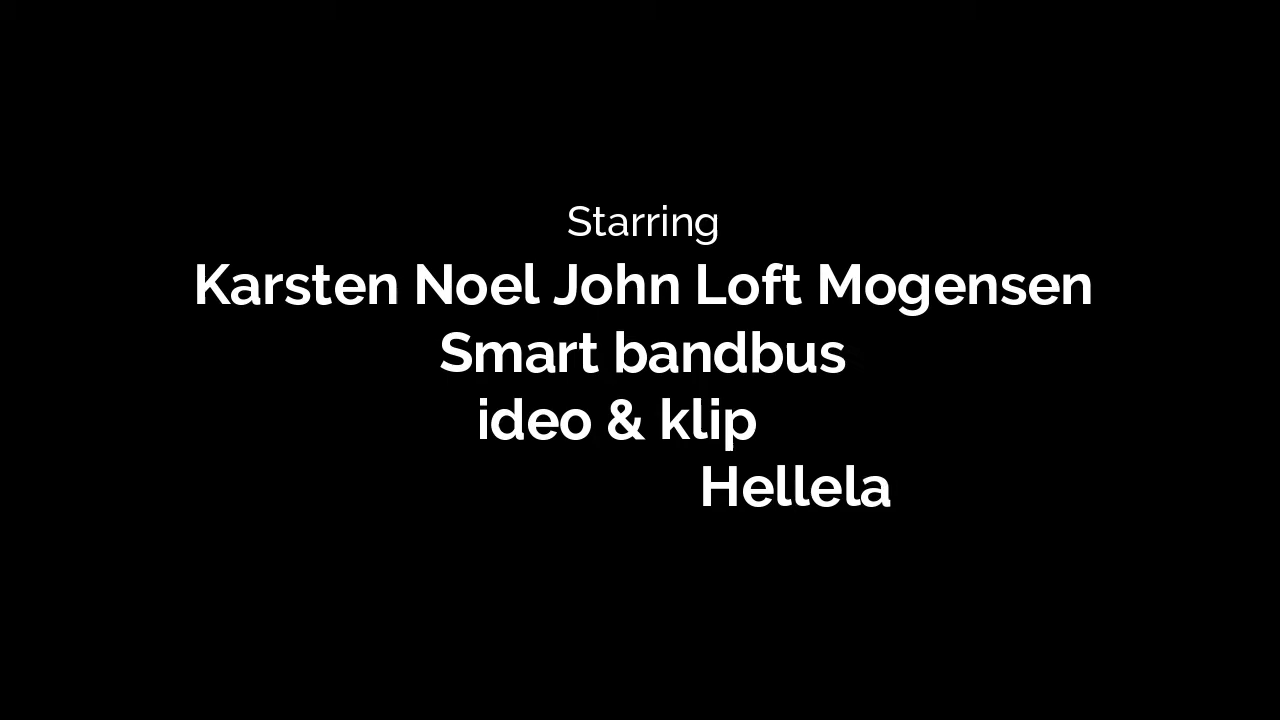 Starring
Karsten Noel John Loft Mogensen
Smart bandbus
ideo & klip
Hellela